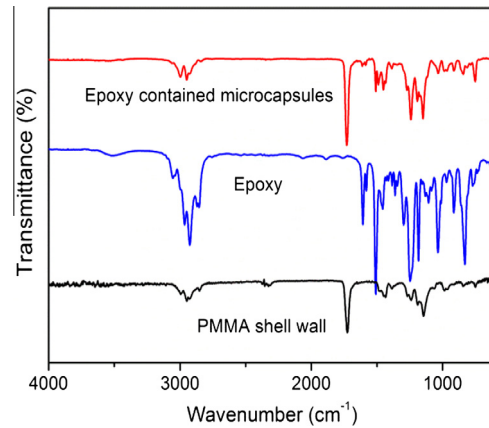 Transmittance (%)
Epoxy contained microcapsules
Epoxy
PMMA shell wall
4000 3000 2000 1000
Wavenumber (cm⁻¹)